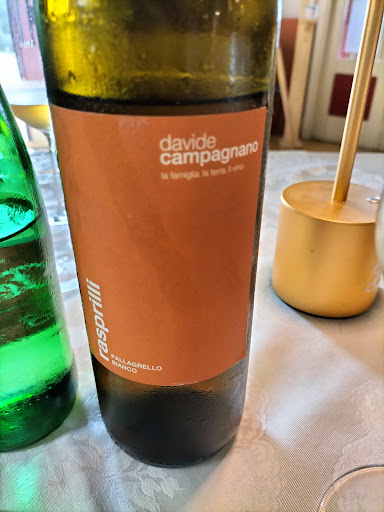 davide
campagnano
la famiglia. la terra. il vino.
rasprilli
PALLAGRELLO
BIANCO